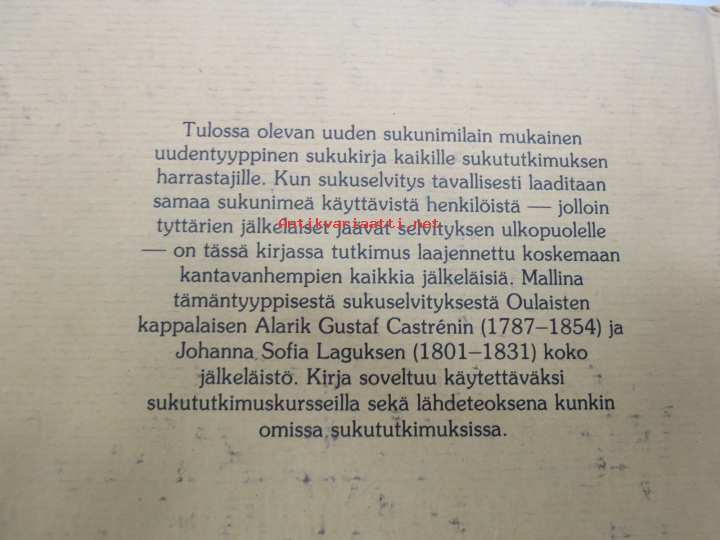 Tulossa olevan uuden sukunimilain mukainen
uudentyyppinen sukukirja kaikille sukututkimuksen
harrastajille. Kun sukuselvitys tavallisesti laaditaan
samaa sukunimeä käyttävistä henkilöistä — jolloin
tyttärien jälkeläiset jäävät selvityksen ulkopuolelle
Antikvariaatti.net
— on tässä kirjassa tutkimus laajennettu koskemaan
kantavanhempien kaikkia jälkeläisiä. Mallina
tämäntyyppisestä sukuselvityksestä Oulaisten
kappalaisen Alarik Gustaf Castrénin (1787–1854) ja
Johanna Sofia Laguksen (1801–1831) koko
jälkeläistö. Kirja soveltuu käytettäväksi
sukututkimuskursseilla sekä lähdeteoksena kunkin
omissa sukututkimuksissa.